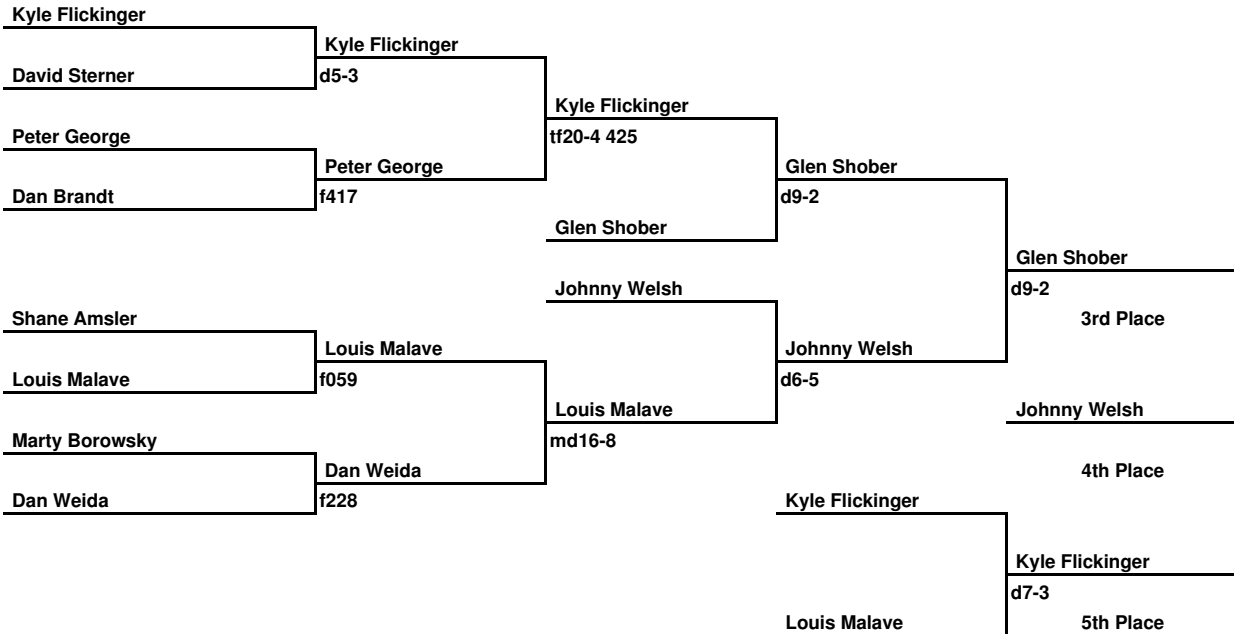 Kyle Flickinger
Kyle Flickinger
David Sterner
d5-3
Kyle Flickinger
Peter George
tf20-4 425
Peter George
Glen Shober
Dan Brandt
f417
d9-2
Glen Shober
Glen Shober
Johnny Welsh
d9-2
Shane Amsler
3rd Place
Louis Malave
Johnny Welsh
Louis Malave
f059
d6-5
Louis Malave
Johnny Welsh
Marty Borowsky
md16-8
Dan Weida
4th Place
Dan Weida
f228
Kyle Flickinger
Kyle Flickinger
d7-3
Louis Malave
5th Place